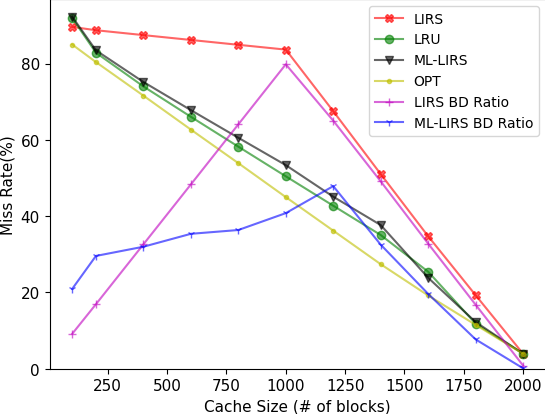 LIRS
LRU
ML-LIRS
OPT
LIRS BD Ratio
ML-LIRS BD Ratio
Miss Rate(%)
80
60
40
20
0
250
500
750
1000
1250
1500
1750
2000
Cache Size (# of blocks)